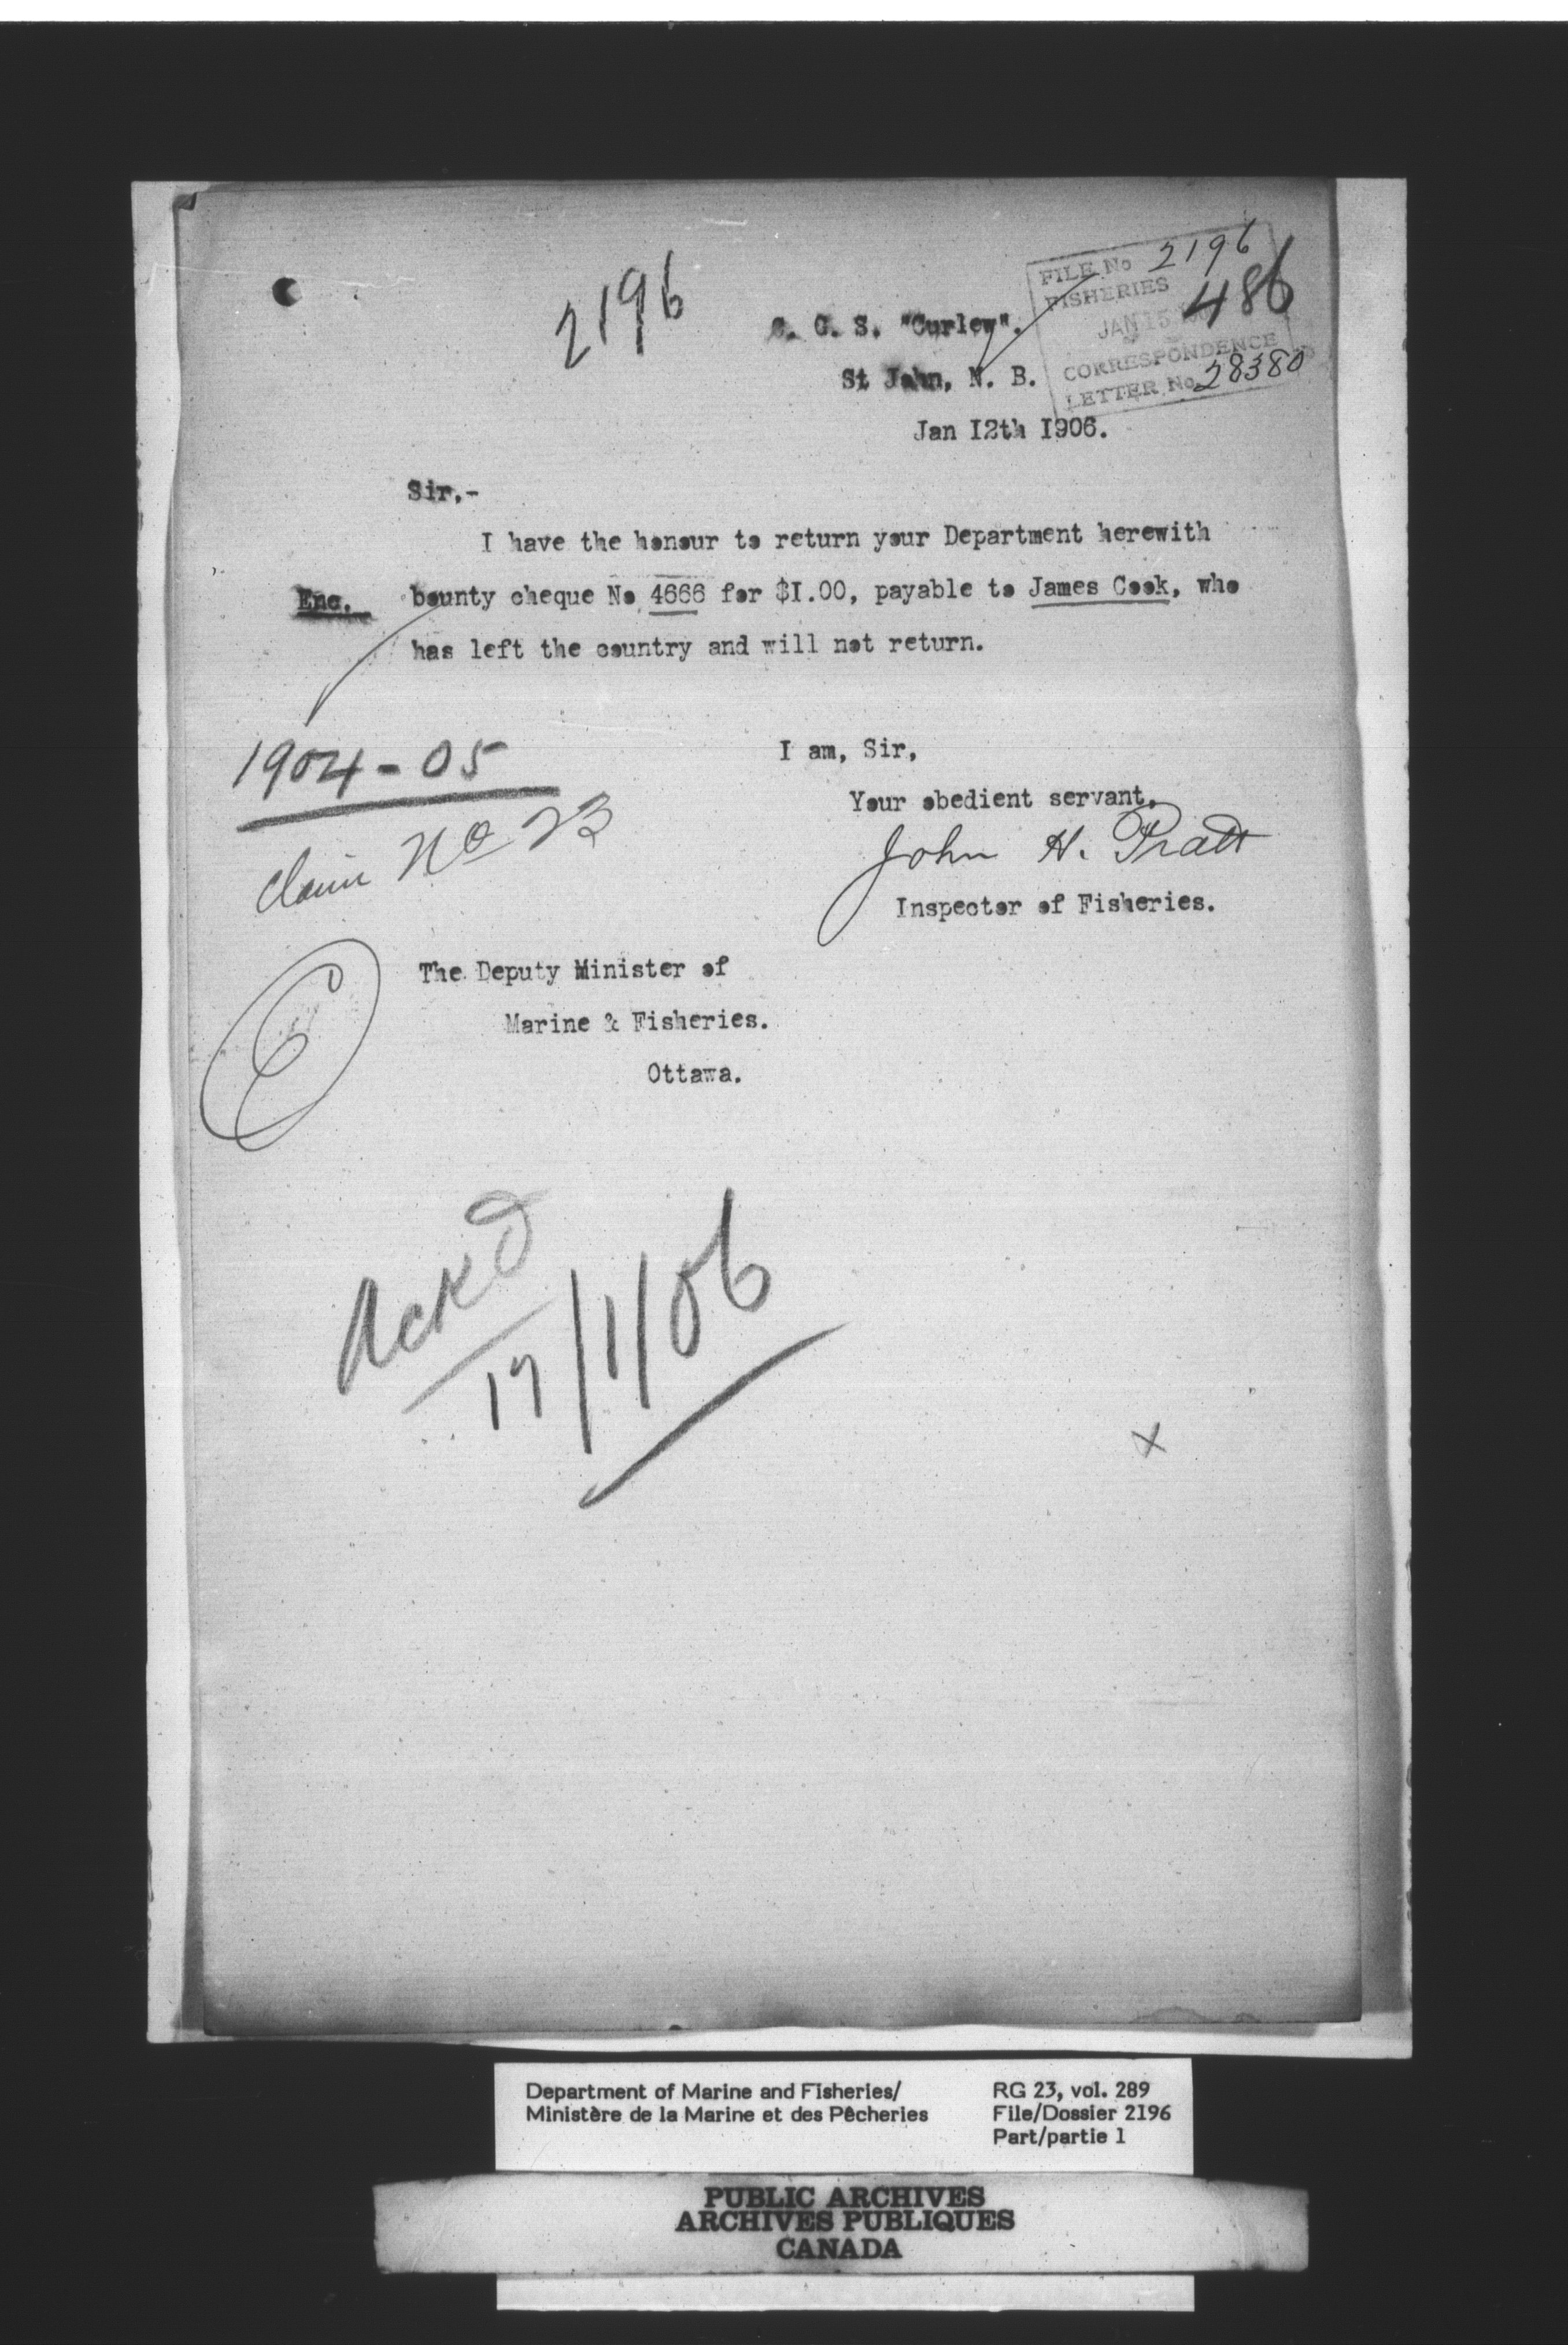 2196
FILE No 2196
FISHERIES
486
JAN 15
CORRESPONDENCE
LETTER No 28380
C. G. S. "Curlew".
St John, N. B.
Jan I2th I906.
Sir,-
I have the honour to return your Department herewith
Enc. bounty cheque No 4666 for $I.00, payable to James Cook, who
has left the country and will not return.
1904-05
Claim No 23
I am, Sir,
Your obedient servant,
John H. Pratt
Inspector of Fisheries.
The Deputy Minister of
Marine & Fisheries.
Ottawa.
Ackd
17/1/06
x
Department of Marine and Fisheries/
Ministère de la Marine et des Pêcheries
RG 23, vol. 289
File/Dossier 2196
Part/partie 1
PUBLIC ARCHIVES
ARCHIVES PUBLIQUES
CANADA